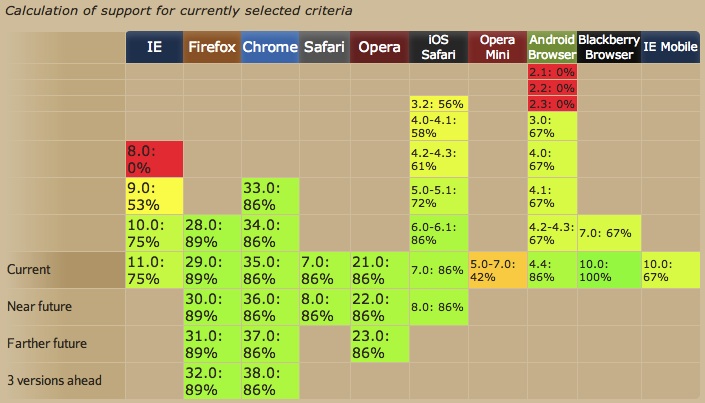 Calculation of support for currently selected criteria
IE Firefox Chrome Safari Opera iOS Safari Opera Mini Android Browser Blackberry Browser IE Mobile
2.1: 0%
2.2: 0%
3.2: 56% 2.3: 0%
4.0-4.1: 58% 3.0: 67%
8.0: 0% 4.2-4.3: 61% 4.0: 67%
9.0: 53% 33.0: 86% 5.0-5.1: 72% 4.1: 67%
10.0: 75% 28.0: 89% 34.0: 86% 6.0-6.1: 86% 4.2-4.3: 67% 7.0: 67%
Current 11.0: 75% 29.0: 89% 35.0: 86% 7.0: 86% 21.0: 86% 7.0: 86% 5.0-7.0: 42% 4.4: 86% 10.0: 100% 10.0: 67%
Near future 30.0: 89% 36.0: 86% 8.0: 86% 22.0: 86% 8.0: 86%
Farther future 31.0: 89% 37.0: 86% 23.0: 86%
3 versions ahead 32.0: 89% 38.0: 86%